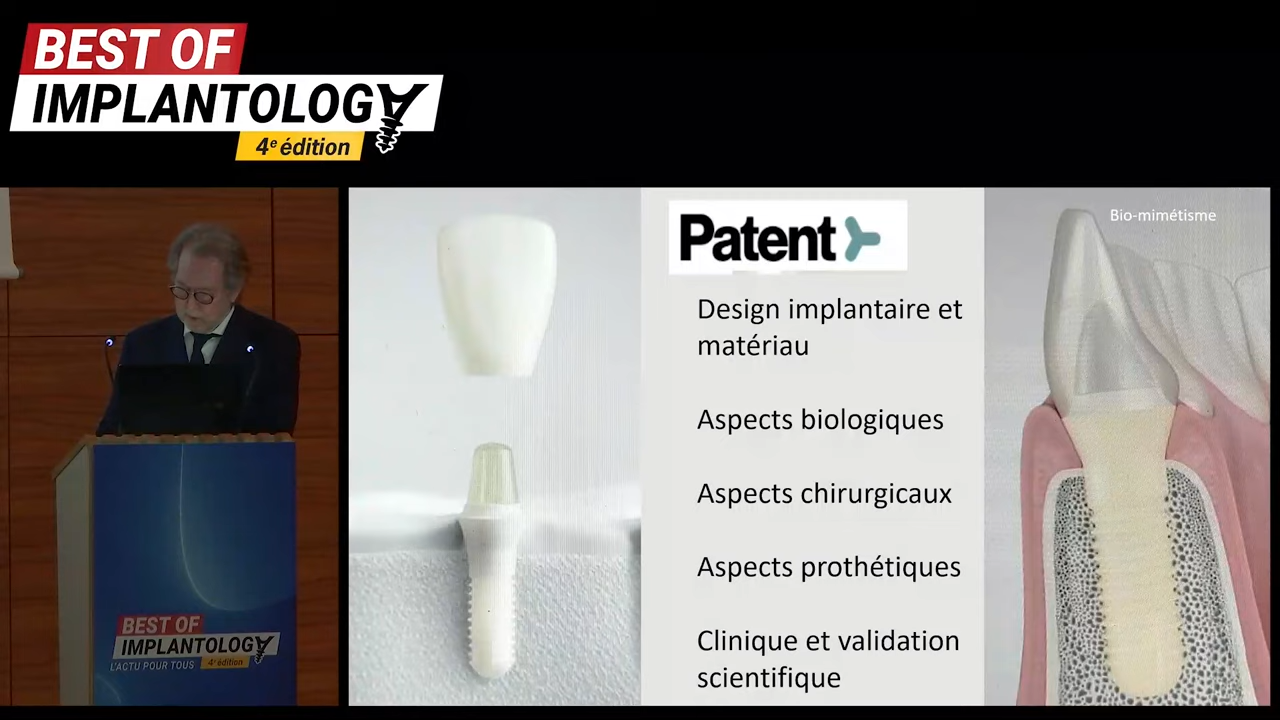 BEST OF
IMPLANTOLOGY
4e édition
Patent
Bio-mimétisme
Design implantaire et
matériau
Aspects biologiques
Aspects chirurgicaux
Aspects prothétiques
Clinique et validation
scientifique
BEST OF
IMPLANTOLOGY
L'ACTU POUR TOUS
4e édition